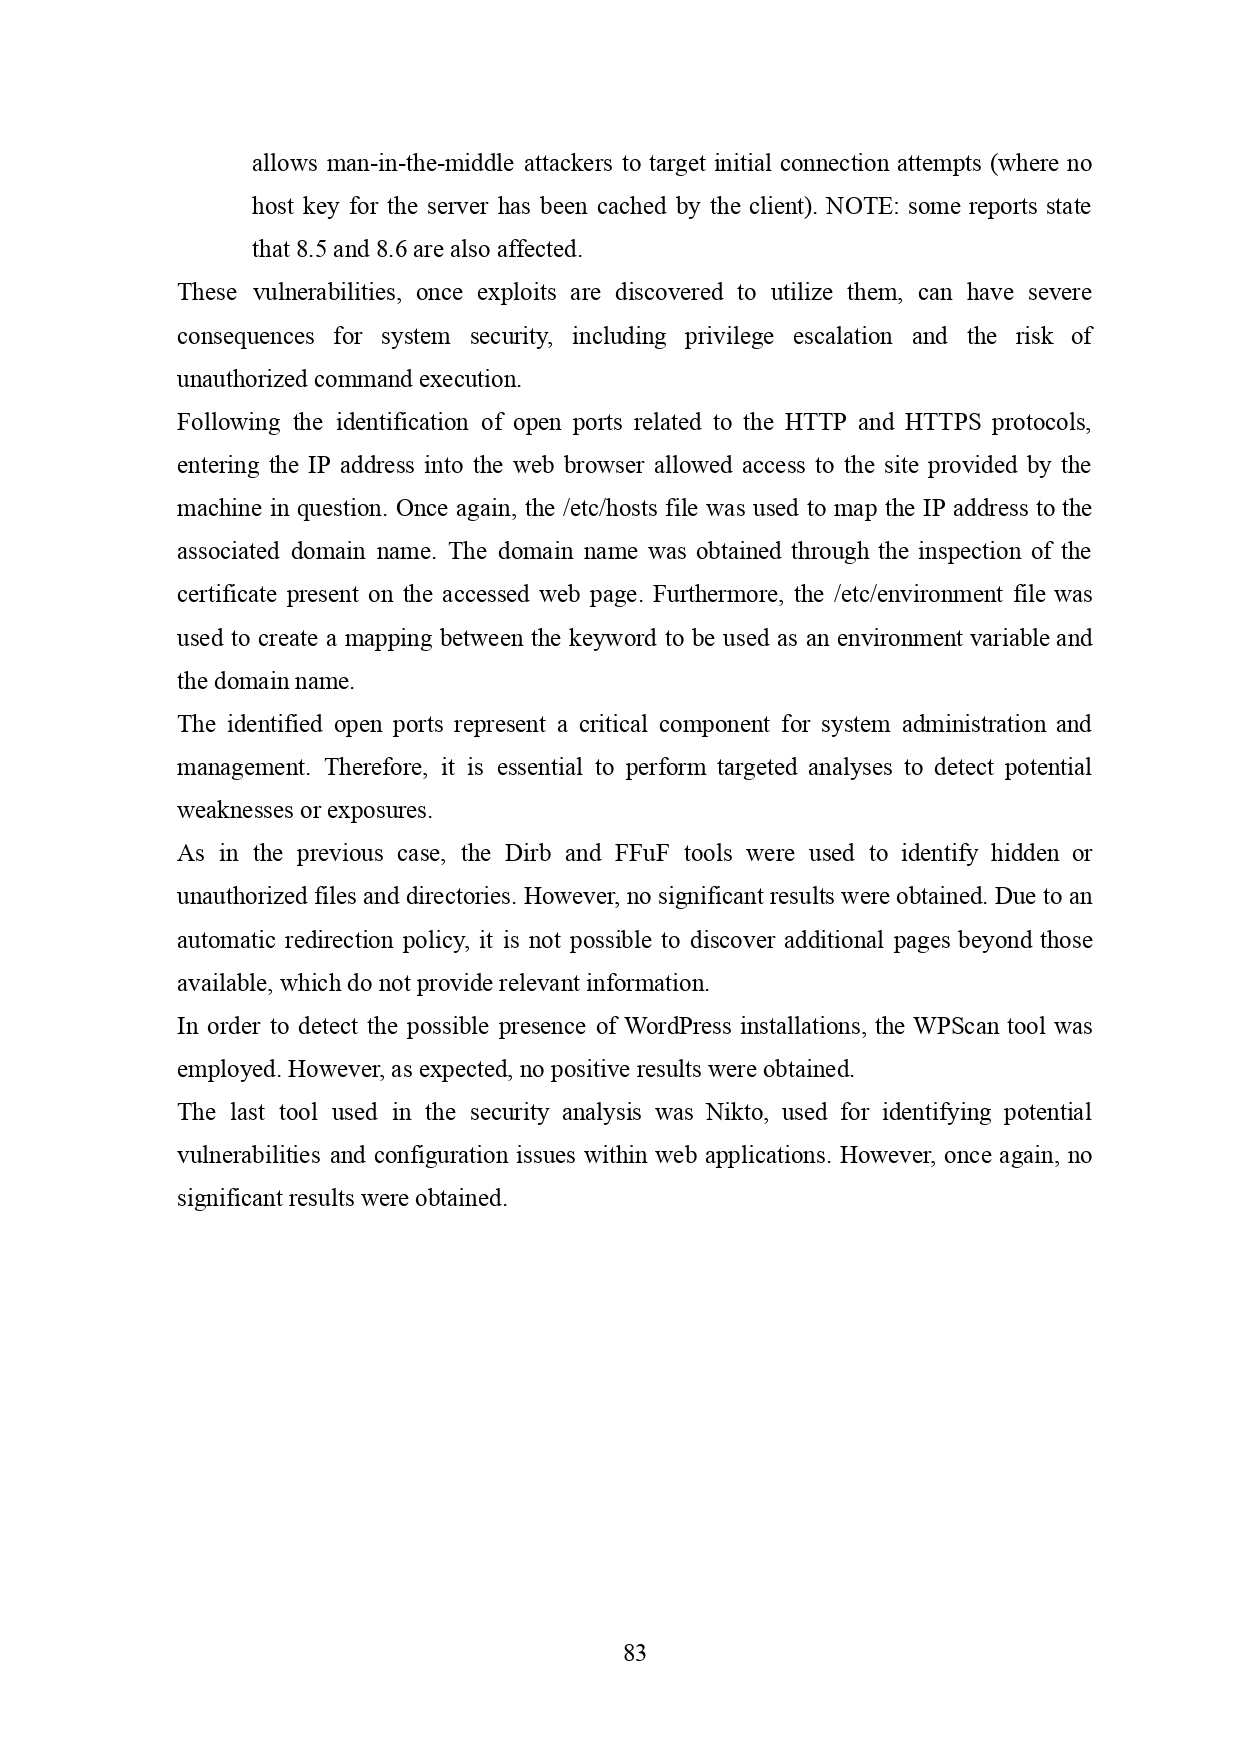 allows man-in-the-middle attackers to target initial connection attempts (where no
host key for the server has been cached by the client). NOTE: some reports state
that 8.5 and 8.6 are also affected.
These vulnerabilities, once exploits are discovered to utilize them, can have severe
consequences for system security, including privilege escalation and the risk of
unauthorized command execution.
Following the identification of open ports related to the HTTP and HTTPS protocols,
entering the IP address into the web browser allowed access to the site provided by the
machine in question. Once again, the /etc/hosts file was used to map the IP address to the
associated domain name. The domain name was obtained through the inspection of the
certificate present on the accessed web page. Furthermore, the /etc/environment file was
used to create a mapping between the keyword to be used as an environment variable and
the domain name.
The identified open ports represent a critical component for system administration and
management. Therefore, it is essential to perform targeted analyses to detect potential
weaknesses or exposures.
As in the previous case, the Dirb and FFuF tools were used to identify hidden or
unauthorized files and directories. However, no significant results were obtained. Due to an
automatic redirection policy, it is not possible to discover additional pages beyond those
available, which do not provide relevant information.
In order to detect the possible presence of WordPress installations, the WPScan tool was
employed. However, as expected, no positive results were obtained.
The last tool used in the security analysis was Nikto, used for identifying potential
vulnerabilities and configuration issues within web applications. However, once again, no
significant results were obtained.
83